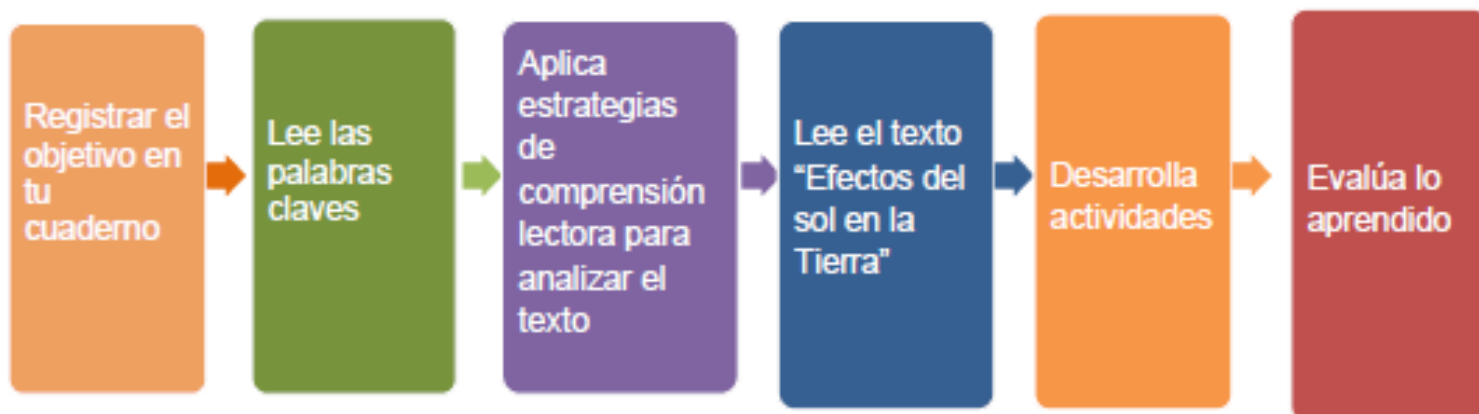 Registrar el
objetivo en
tu
cuaderno
Lee las
palabras
claves
Aplica
estrategias
de
comprensión
lectora para
analizar el
texto
Lee el texto
“Efectos del
sol en la
Tierra”
Desarrolla
actividades
Evalúa lo
aprendido